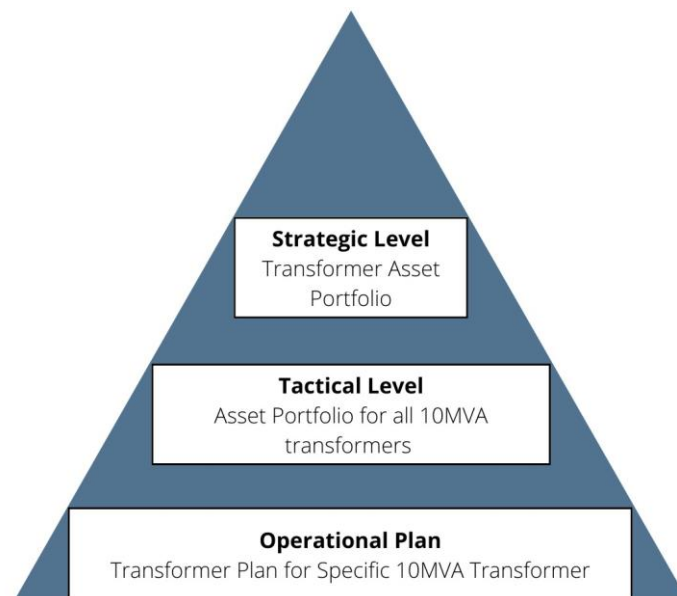 Strategic Level
Transformer Asset
Portfolio
Tactical Level
Asset Portfolio for all 10MVA
transformers
Operational Plan
Transformer Plan for Specific 10MVA Transformer